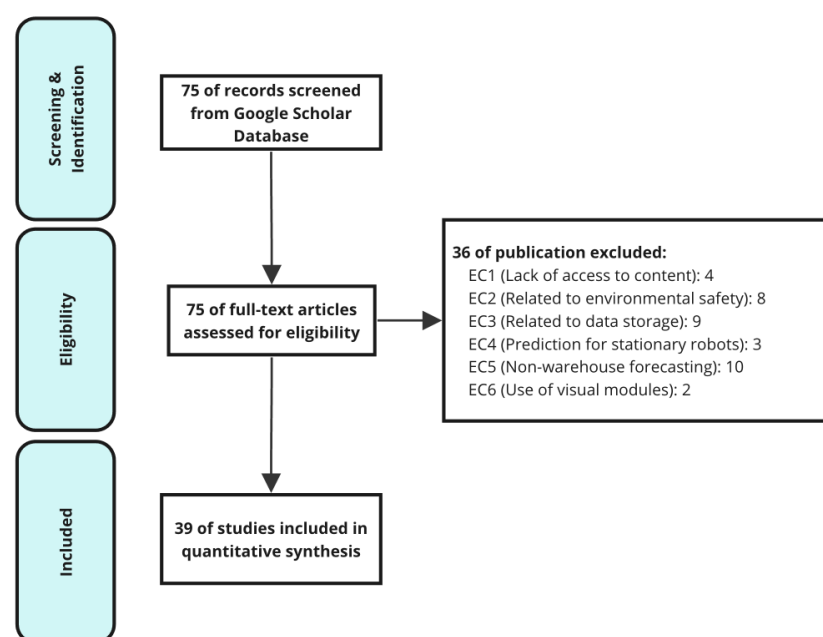 Screening &
Identification
75 of records screened
from Google Scholar
Database
Eligibility
75 of full-text articles
assessed for eligibility
36 of publication excluded:
EC1 (Lack of access to content): 4
EC2 (Related to environmental safety): 8
EC3 (Related to data storage): 9
EC4 (Prediction for stationary robots): 3
EC5 (Non-warehouse forecasting): 10
EC6 (Use of visual modules): 2
Included
39 of studies included in
quantitative synthesis